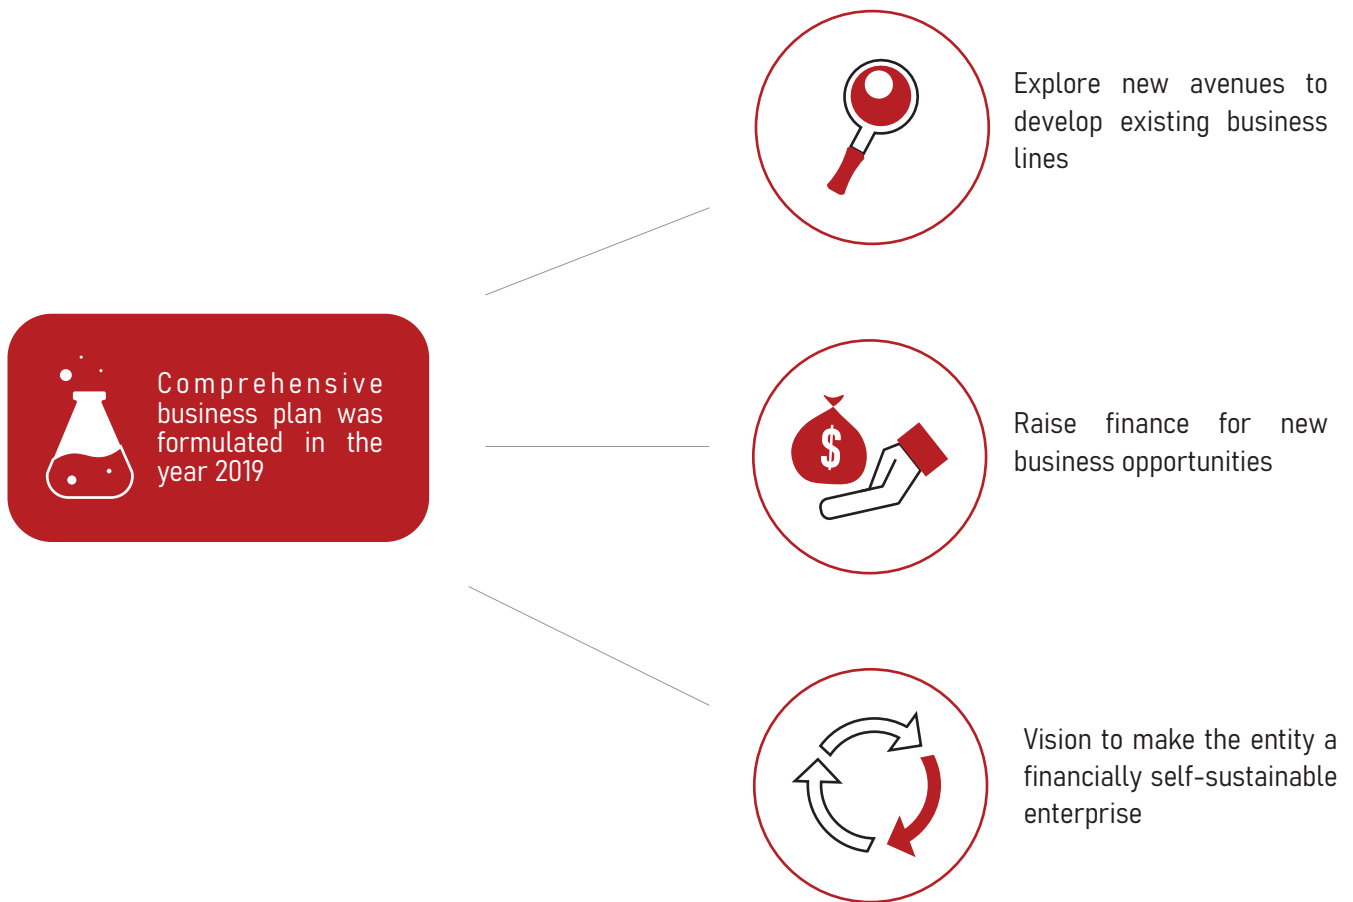 Explore new avenues to
develop existing business
lines
Comprehensive
business plan was
formulated in the
year 2019
$
Raise finance for new
business opportunities
Vision to make the entity a
financially self-sustainable
enterprise